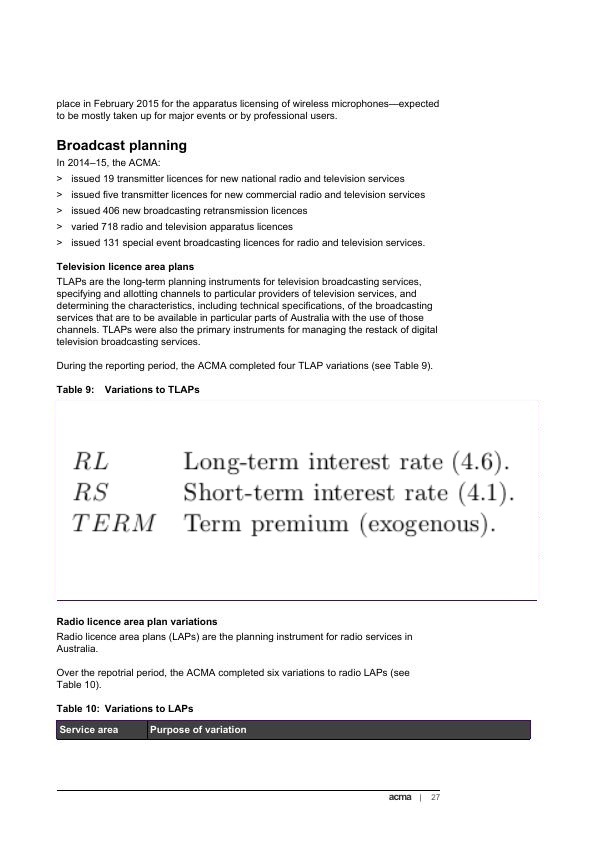 place in February 2015 for the apparatus licensing of wireless microphones—expected
to be mostly taken up for major events or by professional users.
Broadcast planning
In 2014–15, the ACMA:
> issued 19 transmitter licences for new national radio and television services
> issued five transmitter licences for new commercial radio and television services
> issued 406 new broadcasting retransmission licences
> varied 718 radio and television apparatus licences
> issued 131 special event broadcasting licences for radio and television services.
Television licence area plans
TLAPs are the long-term planning instruments for television broadcasting services,
specifying and allotting channels to particular providers of television services, and
determining the characteristics, including technical specifications, of the broadcasting
services that are to be available in particular parts of Australia with the use of those
channels. TLAPs were also the primary instruments for managing the restack of digital
television broadcasting services.
During the reporting period, the ACMA completed four TLAP variations (see Table 9).
Table 9: Variations to TLAPs
RL Long-term interest rate (4.6).
RS Short-term interest rate (4.1).
TERM Term premium (exogenous).
Radio licence area plan variations
Radio licence area plans (LAPs) are the planning instrument for radio services in
Australia.
Over the repotrial period, the ACMA completed six variations to radio LAPs (see
Table 10).
Table 10: Variations to LAPs
Service area Purpose of variation
acma | 27